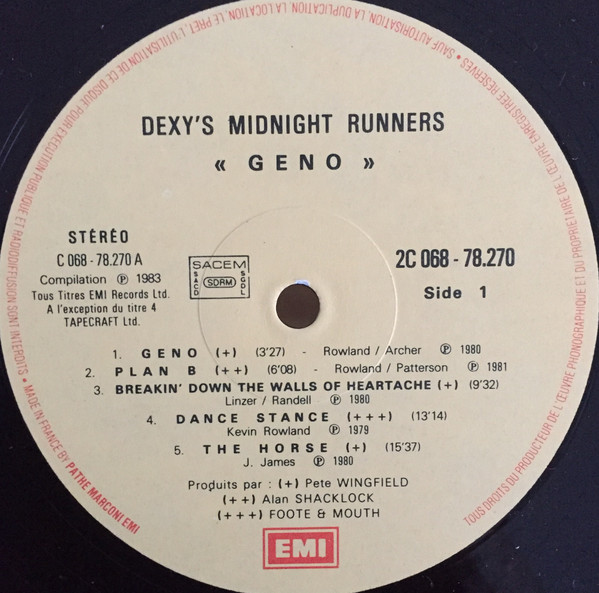 DEXY'S MIDNIGHT RUNNERS
« GENO »
STÉRÉO
C 068 - 78.270 A
Compilation Ⓟ 1983
Tous Titres EMI Records Ltd.
A l'exception du titre 4
TAPECRAFT Ltd.
SACEM
SACD
SDRM
SGDL
2C 068 - 78.270
Side 1
1. GENO (+) (3'27) - Rowland / Archer Ⓟ 1980
2. PLAN B (++) (6'08) - Rowland / Patterson Ⓟ 1981
3. BREAKIN' DOWN THE WALLS OF HEARTACHE (+) (9'32)
Linzer / Randell Ⓟ 1980
4. DANCE STANCE (+++) (13'14)
Kevin Rowland Ⓟ 1979
5. THE HORSE (+) (15'37)
J. James Ⓟ 1980
Produits par : (+) Pete WINGFIELD
(++) Alan SHACKLOCK
(+++) FOOTE & MOUTH
EMI
TOUS DROITS DU PRODUCTEUR DE L'ŒUVRE PHONOGRAPHIQUE ET DU PROPRIETAIRE DE L'ŒUVRE ENREGISTREE RESERVES • SAUF AUTORISATION, LA DUPLICATION, LA LOCATION, LE PRET, L'UTILISATION DE CE DISQUE POUR EXECUTION PUBLIQUE ET RADIODIFFUSION SONT INTERDITS • MADE IN FRANCE BY PATHE MARCONI EMI